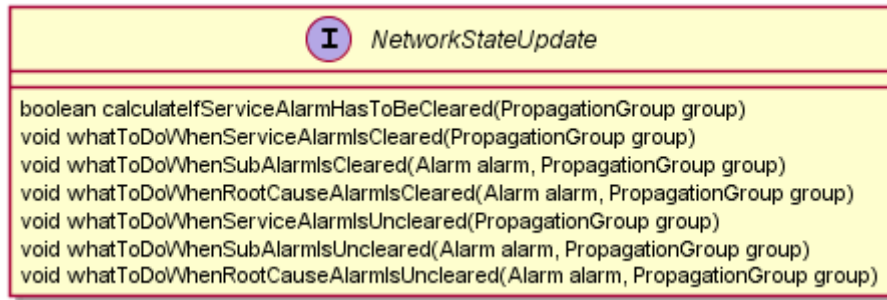 I NetworkStateUpdate
boolean calculateIfServiceAlarmHasToBeCleared(PropagationGroup group)
void whatToDoWhenServiceAlarmIsCleared(PropagationGroup group)
void whatToDoWhenSubAlarmIsCleared(Alarm alarm, PropagationGroup group)
void whatToDoWhenRootCauseAlarmIsCleared(Alarm alarm, PropagationGroup group)
void whatToDoWhenServiceAlarmIsUncleared(PropagationGroup group)
void whatToDoWhenSubAlarmIsUncleared(Alarm alarm, PropagationGroup group)
void whatToDoWhenRootCauseAlarmIsUncleared(Alarm alarm, PropagationGroup group)